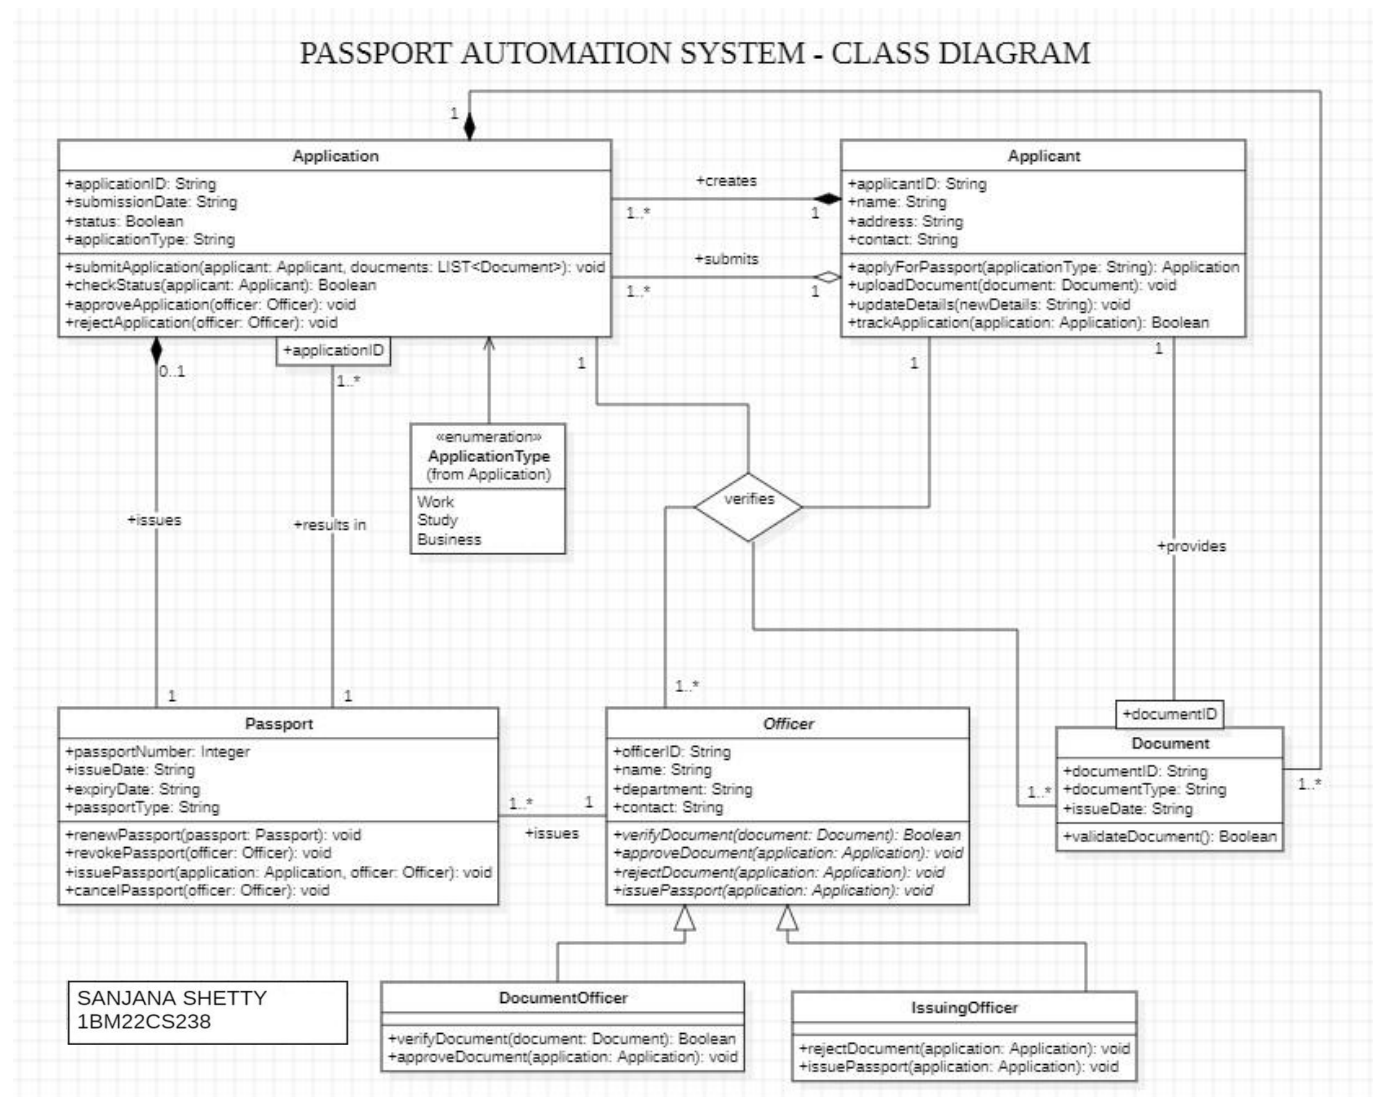 PASSPORT AUTOMATION SYSTEM - CLASS DIAGRAM
1
Application
+applicationID: String
+submissionDate: String
+status: Boolean
+applicationType: String
+submitApplication(applicant: Applicant, doucments: LIST<Document>): void
+checkStatus(applicant: Applicant): Boolean
+approveApplication(officer: Officer): void
+rejectApplication(officer: Officer): void
+creates
1..*
1
+submits
1..*
1
Applicant
+applicantID: String
+name: String
+address: String
+contact: String
+applyForPassport(applicationType: String): Application
+uploadDocument(document: Document): void
+updateDetails(newDetails: String): void
+trackApplication(application: Application): Boolean
+applicationID
0..1
1..*
1
1
1
«enumeration»
ApplicationType
(from Application)
Work
Study
Business
verifies
+issues
+results in
+provides
1
1
1..*
+documentID
Passport
+passportNumber: Integer
+issueDate: String
+expiryDate: String
+passportType: String
+renewPassport(passport: Passport): void
+revokePassport(officer: Officer): void
+issuePassport(application: Application, officer: Officer): void
+cancelPassport(officer: Officer): void
1..*
1
+issues
Officer
+officerID: String
+name: String
+department: String
+contact: String
+verifyDocument(document: Document): Boolean
+approveDocument(application: Application): void
+rejectDocument(application: Application): void
+issuePassport(application: Application): void
Document
+documentID: String
+documentType: String
+issueDate: String
+validateDocument(): Boolean
1..*
1..*
SANJANA SHETTY
1BM22CS238
DocumentOfficer
+verifyDocument(document: Document): Boolean
+approveDocument(application: Application): void
IssuingOfficer
+rejectDocument(application: Application): void
+issuePassport(application: Application): void